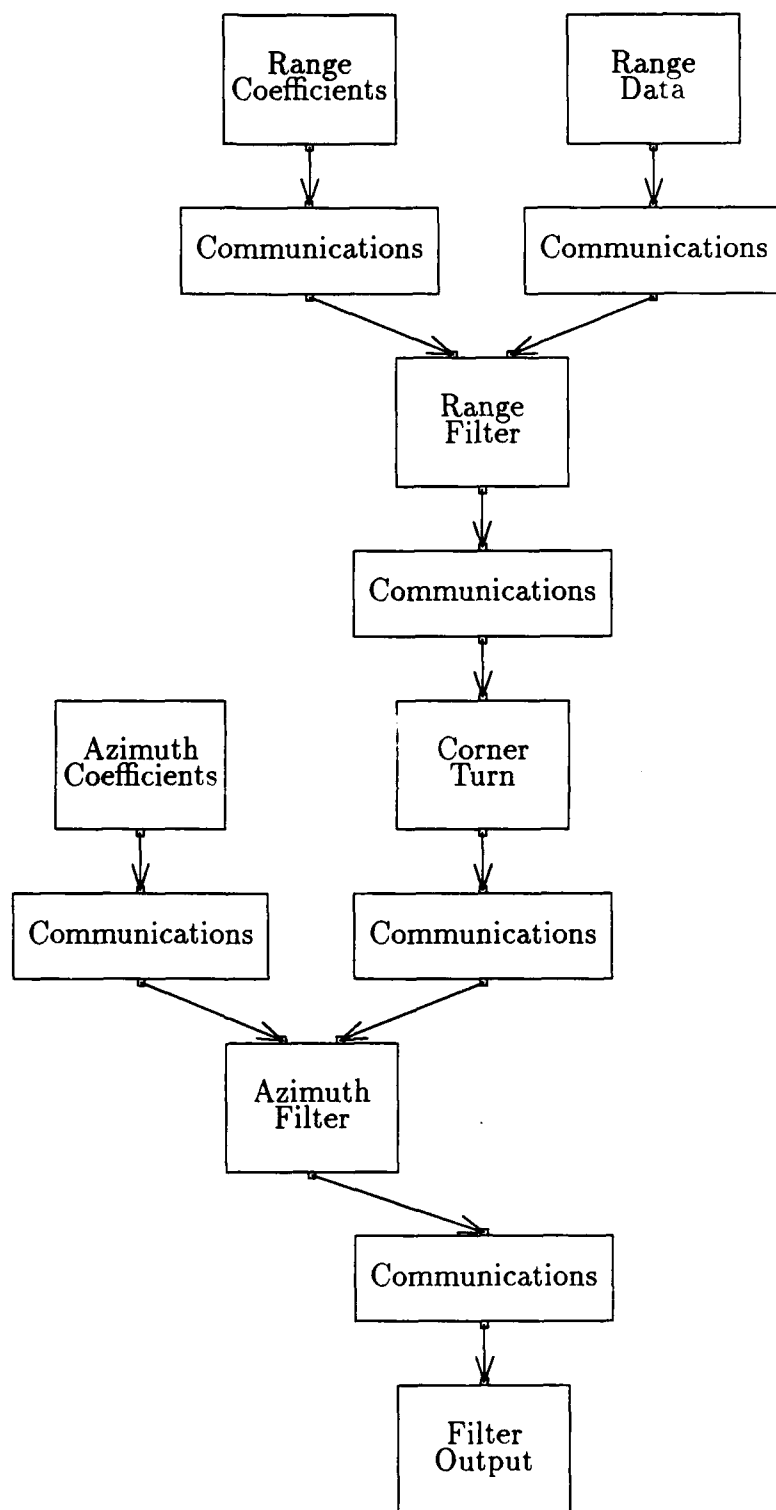 Range
Coefficients
Range
Data
Communications
Communications
Range
Filter
Communications
Azimuth
Coefficients
Corner
Turn
Communications
Communications
Azimuth
Filter
Communications
Filter
Output